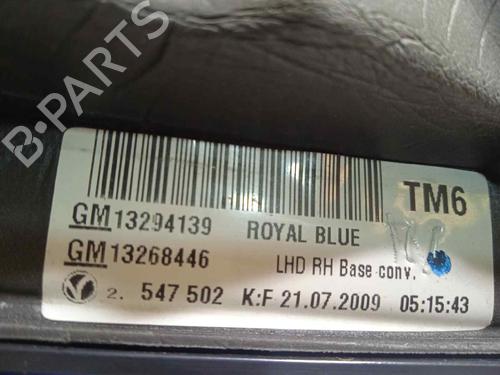 B-PARTS
TM6
GM13294139 ROYAL BLUE
GM13268446 LHD RH Base conv.
2. 547 502 K:F 21.07.2009 05:15:43